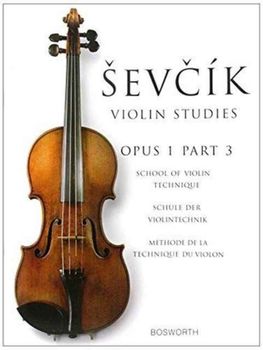 ŠEVČÍK
VIOLIN STUDIES
OPUS 1 PART 3
SCHOOL OF VIOLIN
TECHNIQUE
SCHULE DER
VIOLINTECHNIK
MÉTHODE DE LA
TECHNIQUE DU VIOLON
BOSWORTH